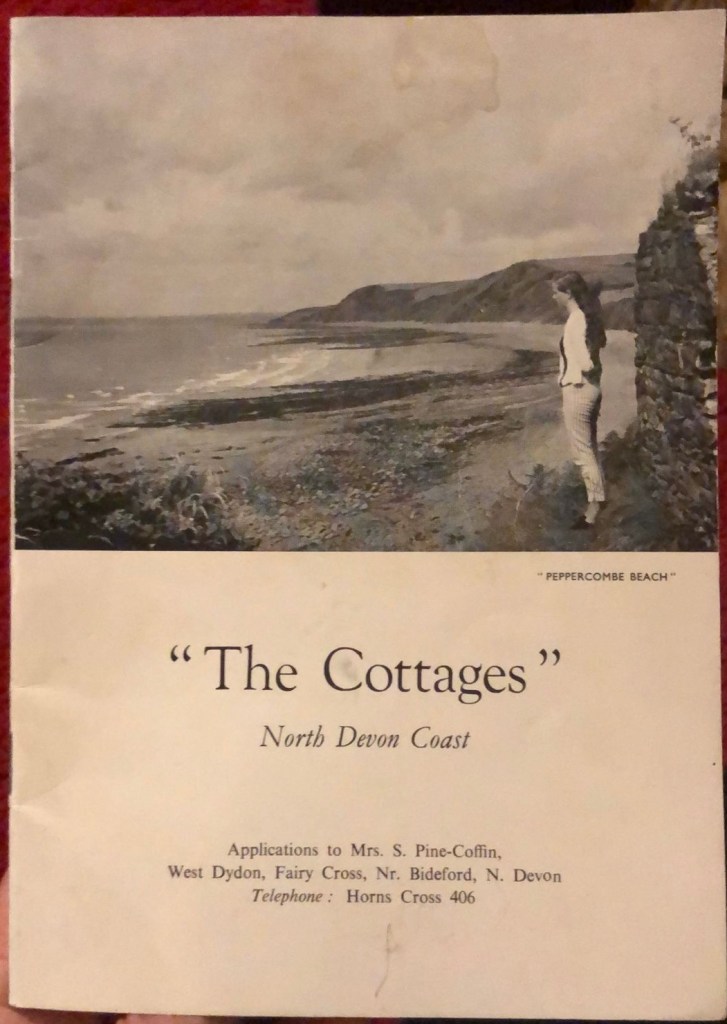 "PEPPERCOMBE BEACH"
“The Cottages”
North Devon Coast
Applications to Mrs. S. Pine-Coffin,
West Dydon, Fairy Cross, Nr. Bideford, N. Devon
Telephone : Horns Cross 406